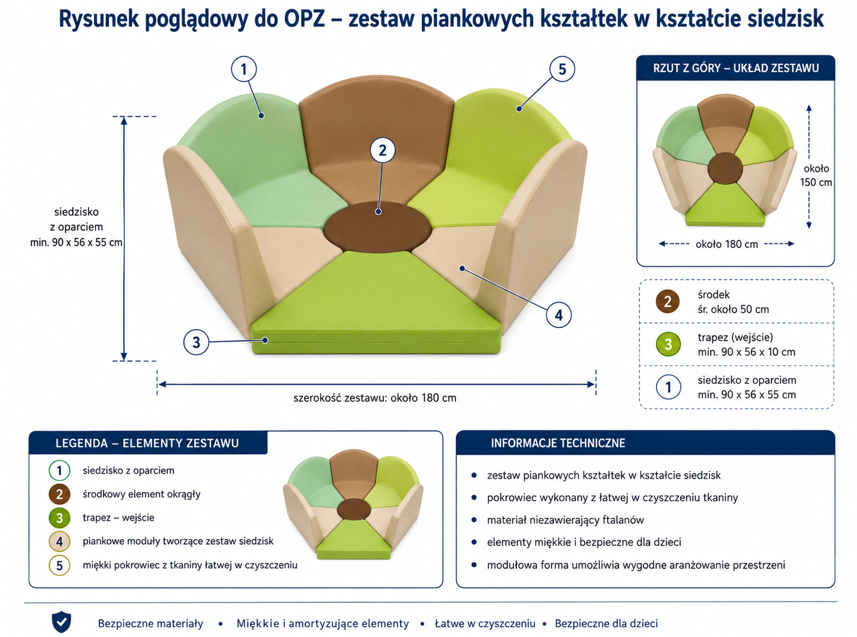 Rysunek poglądowy do OPZ – zestaw piankowych kształtek w kształcie siedzisk
1
5
2
4
3
siedzisko
z oparciem
min. 90 x 56 x 55 cm
szerokość zestawu: około 180 cm
RZUT Z GÓRY – UKŁAD ZESTAWU
około
150 cm
około 180 cm
2
środek
śr. około 50 cm
3
trapez (wejście)
min. 90 x 56 x 10 cm
1
siedzisko z oparciem
min. 90 x 56 x 55 cm
LEGENDA – ELEMENTY ZESTAWU
1 siedzisko z oparciem
2 środkowy element okrągły
3 trapez – wejście
4 piankowe moduły tworzące zestaw siedzisk
5 miękki pokrowiec z tkaniny łatwej w czyszczeniu
INFORMACJE TECHNICZNE
• zestaw piankowych kształtek w kształcie siedzisk
• pokrowiec wykonany z łatwej w czyszczeniu tkaniny
• materiał niezawierający ftalanów
• elementy miękkie i bezpieczne dla dzieci
• modułowa forma umożliwia wygodne aranżowanie przestrzeni
Bezpieczne materiały • Miękkie i amortyzujące elementy • Łatwe w czyszczeniu • Bezpieczne dla dzieci